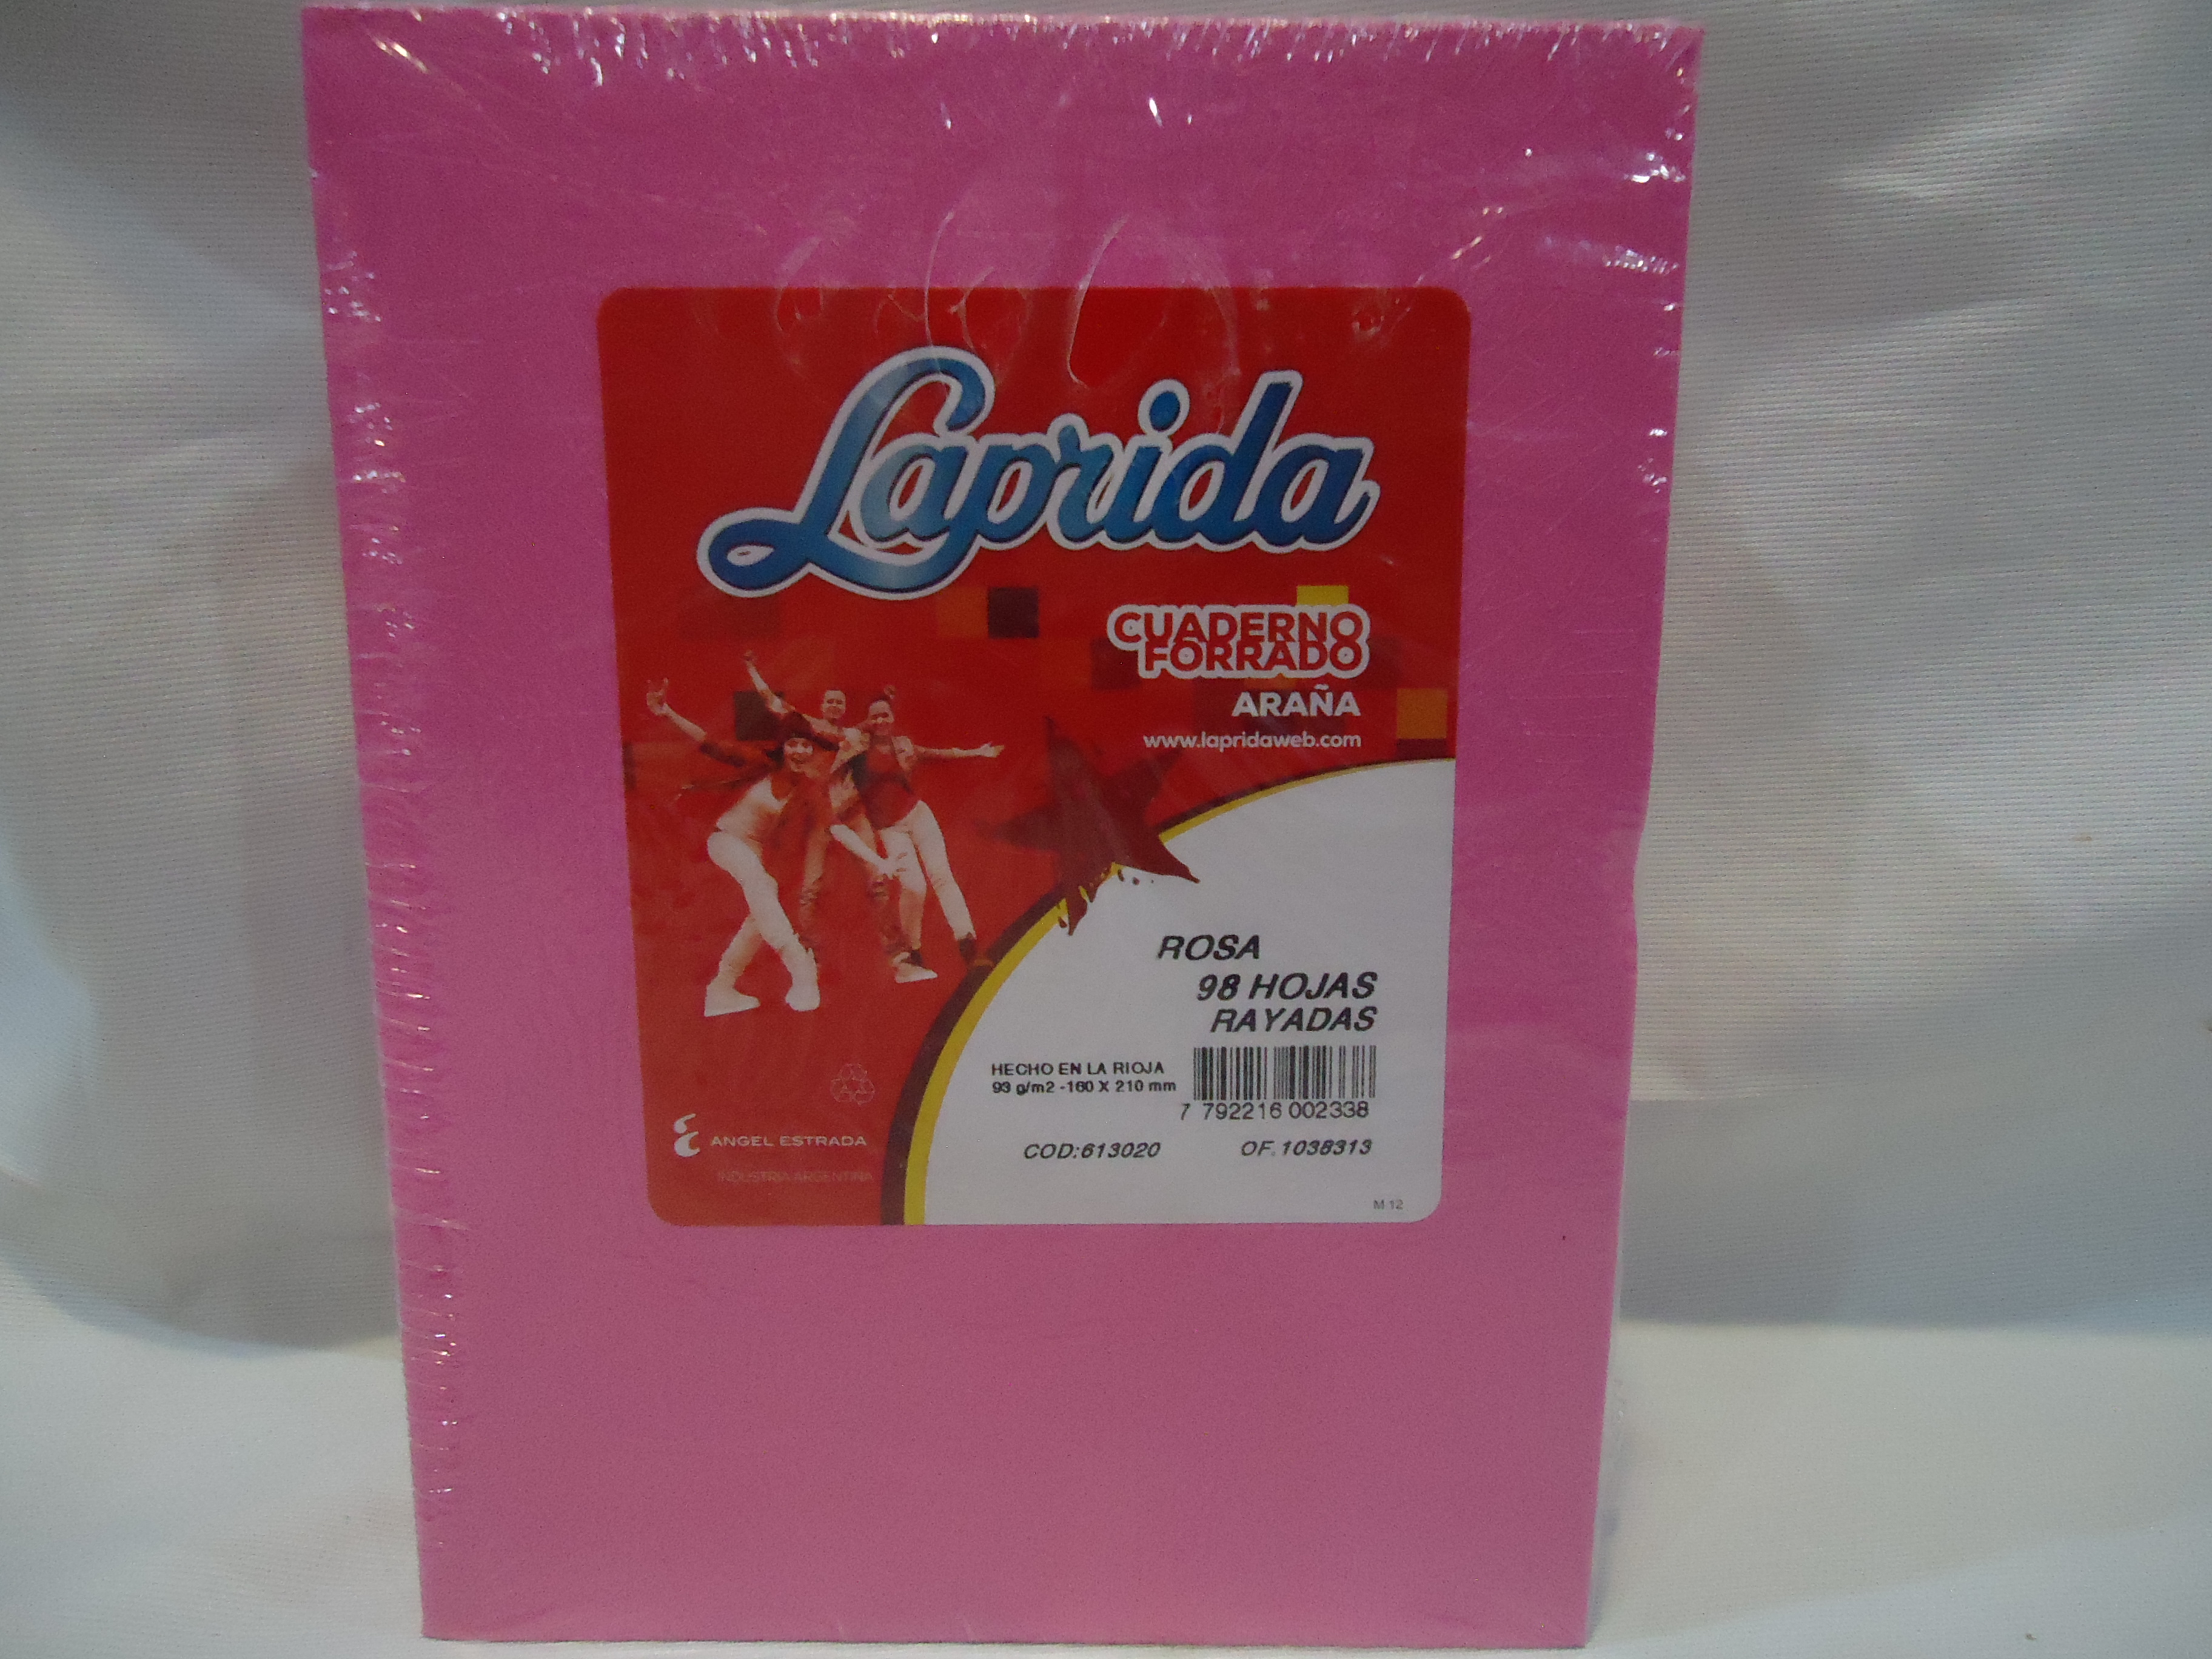 Laprida
CUADERNO
FORRADO
ARAÑA
www.lapridaweb.com
ROSA
98 HOJAS
RAYADAS
HECHO EN LA RIOJA
93 g/m2 -160 X 210 mm
7 792216 002338
COD:613020 OF.1038313
ANGEL ESTRADA
INDUSTRIA ARGENTINA
M 12